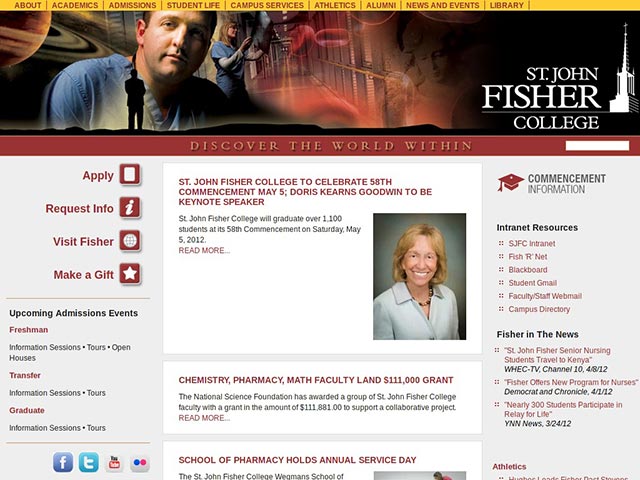 ABOUT ACADEMICS ADMISSIONS STUDENT LIFE CAMPUS SERVICES ATHLETICS ALUMNI NEWS AND EVENTS LIBRARY
ST. JOHN
FISHER
COLLEGE
DISCOVER THE WORLD WITHIN
Apply
Request Info
Visit Fisher
Make a Gift
Upcoming Admissions Events
Freshman
Information Sessions • Tours • Open
Houses
Transfer
Information Sessions • Tours
Graduate
Information Sessions • Tours
You
Tube
ST. JOHN FISHER COLLEGE TO CELEBRATE 58TH
COMMENCEMENT MAY 5; DORIS KEARNS GOODWIN TO BE
KEYNOTE SPEAKER
St. John Fisher College will graduate over 1,100
students at its 58th Commencement on Saturday, May
5, 2012.
READ MORE...
CHEMISTRY, PHARMACY, MATH FACULTY LAND $111,000 GRANT
The National Science Foundation has awarded a group of St. John Fisher College
faculty with a grant in the amount of $111,881.00 to support a collaborative project.
READ MORE...
SCHOOL OF PHARMACY HOLDS ANNUAL SERVICE DAY
The St. John Fisher College Wegmans School of
COMMENCEMENT
INFORMATION
Intranet Resources
SJFC Intranet
Fish 'R' Net
Blackboard
Student Gmail
Faculty/Staff Webmail
Campus Directory
Fisher in The News
"St. John Fisher Senior Nursing
Students Travel to Kenya"
WHEC-TV, Channel 10, 4/8/12
"Fisher Offers New Program for Nurses"
Democrat and Chronicle, 4/1/12
"Nearly 300 Students Participate in
Relay for Life"
YNN News, 3/24/12
Athletics
Hughes Leads Fisher Past Stevens